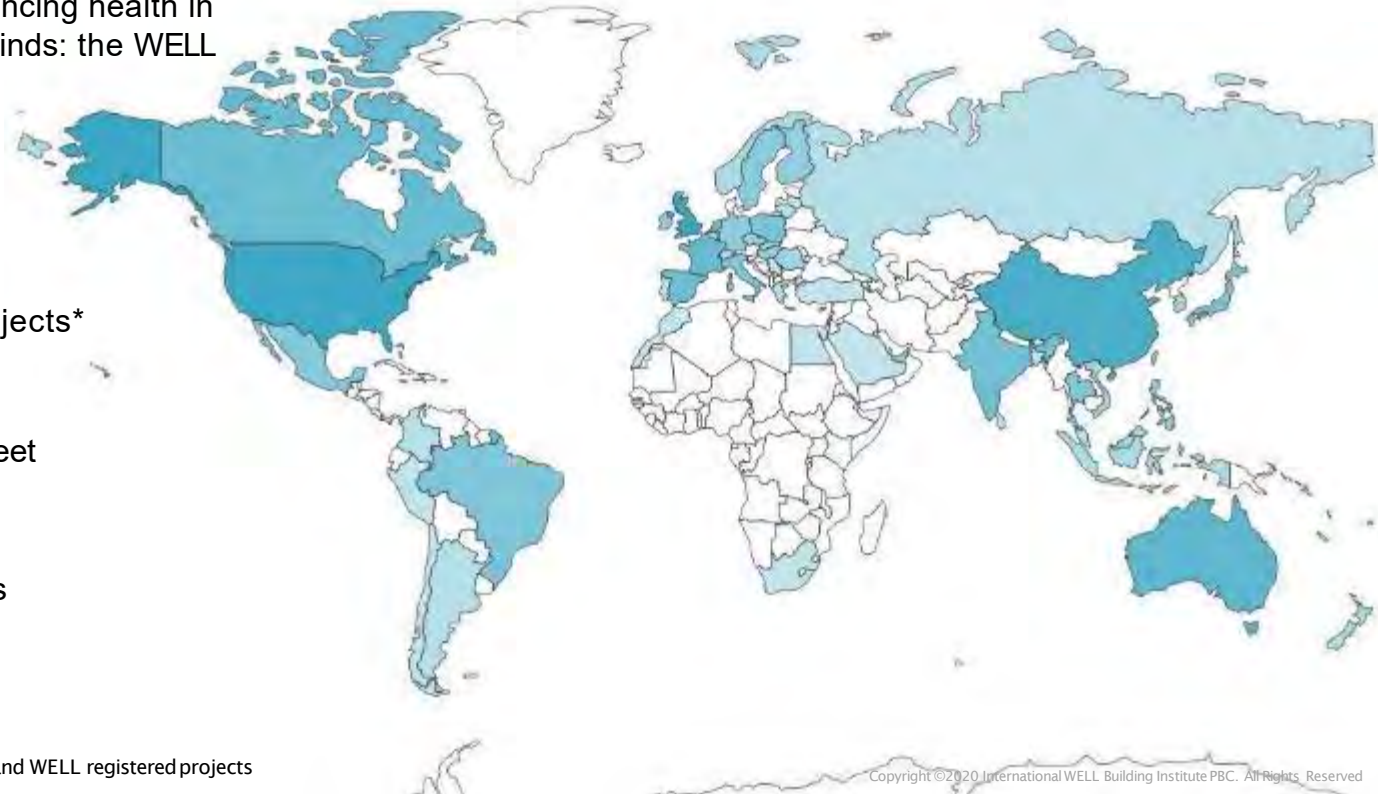 ncing health in
inds: the WELL
jects*
eet
s
nd WELL registered projects
Copyright ©2020 International WELL Building Institute PBC. All Rights Reserved